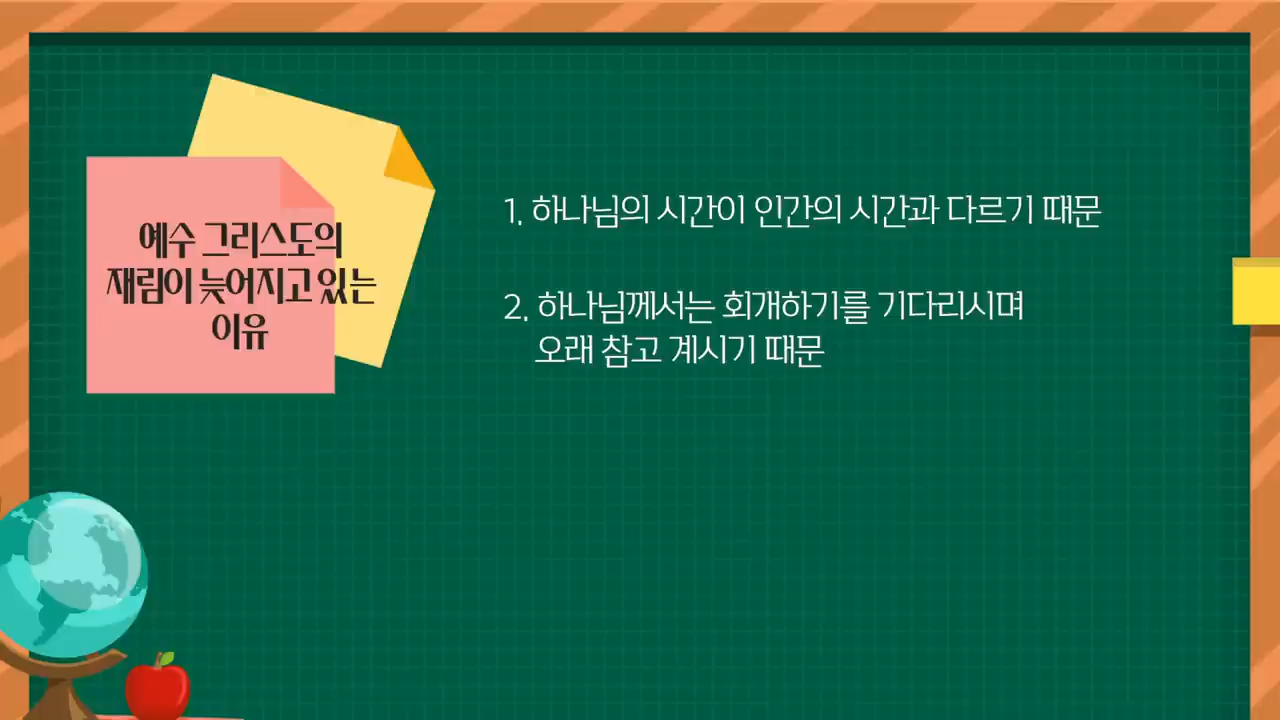 예수 그리스도의
재림이 늦어지고 있는
이유
1. 하나님의 시간이 인간의 시간과 다르기 때문
2. 하나님께서는 회개하기를 기다리시며
오래 참고 계시기 때문